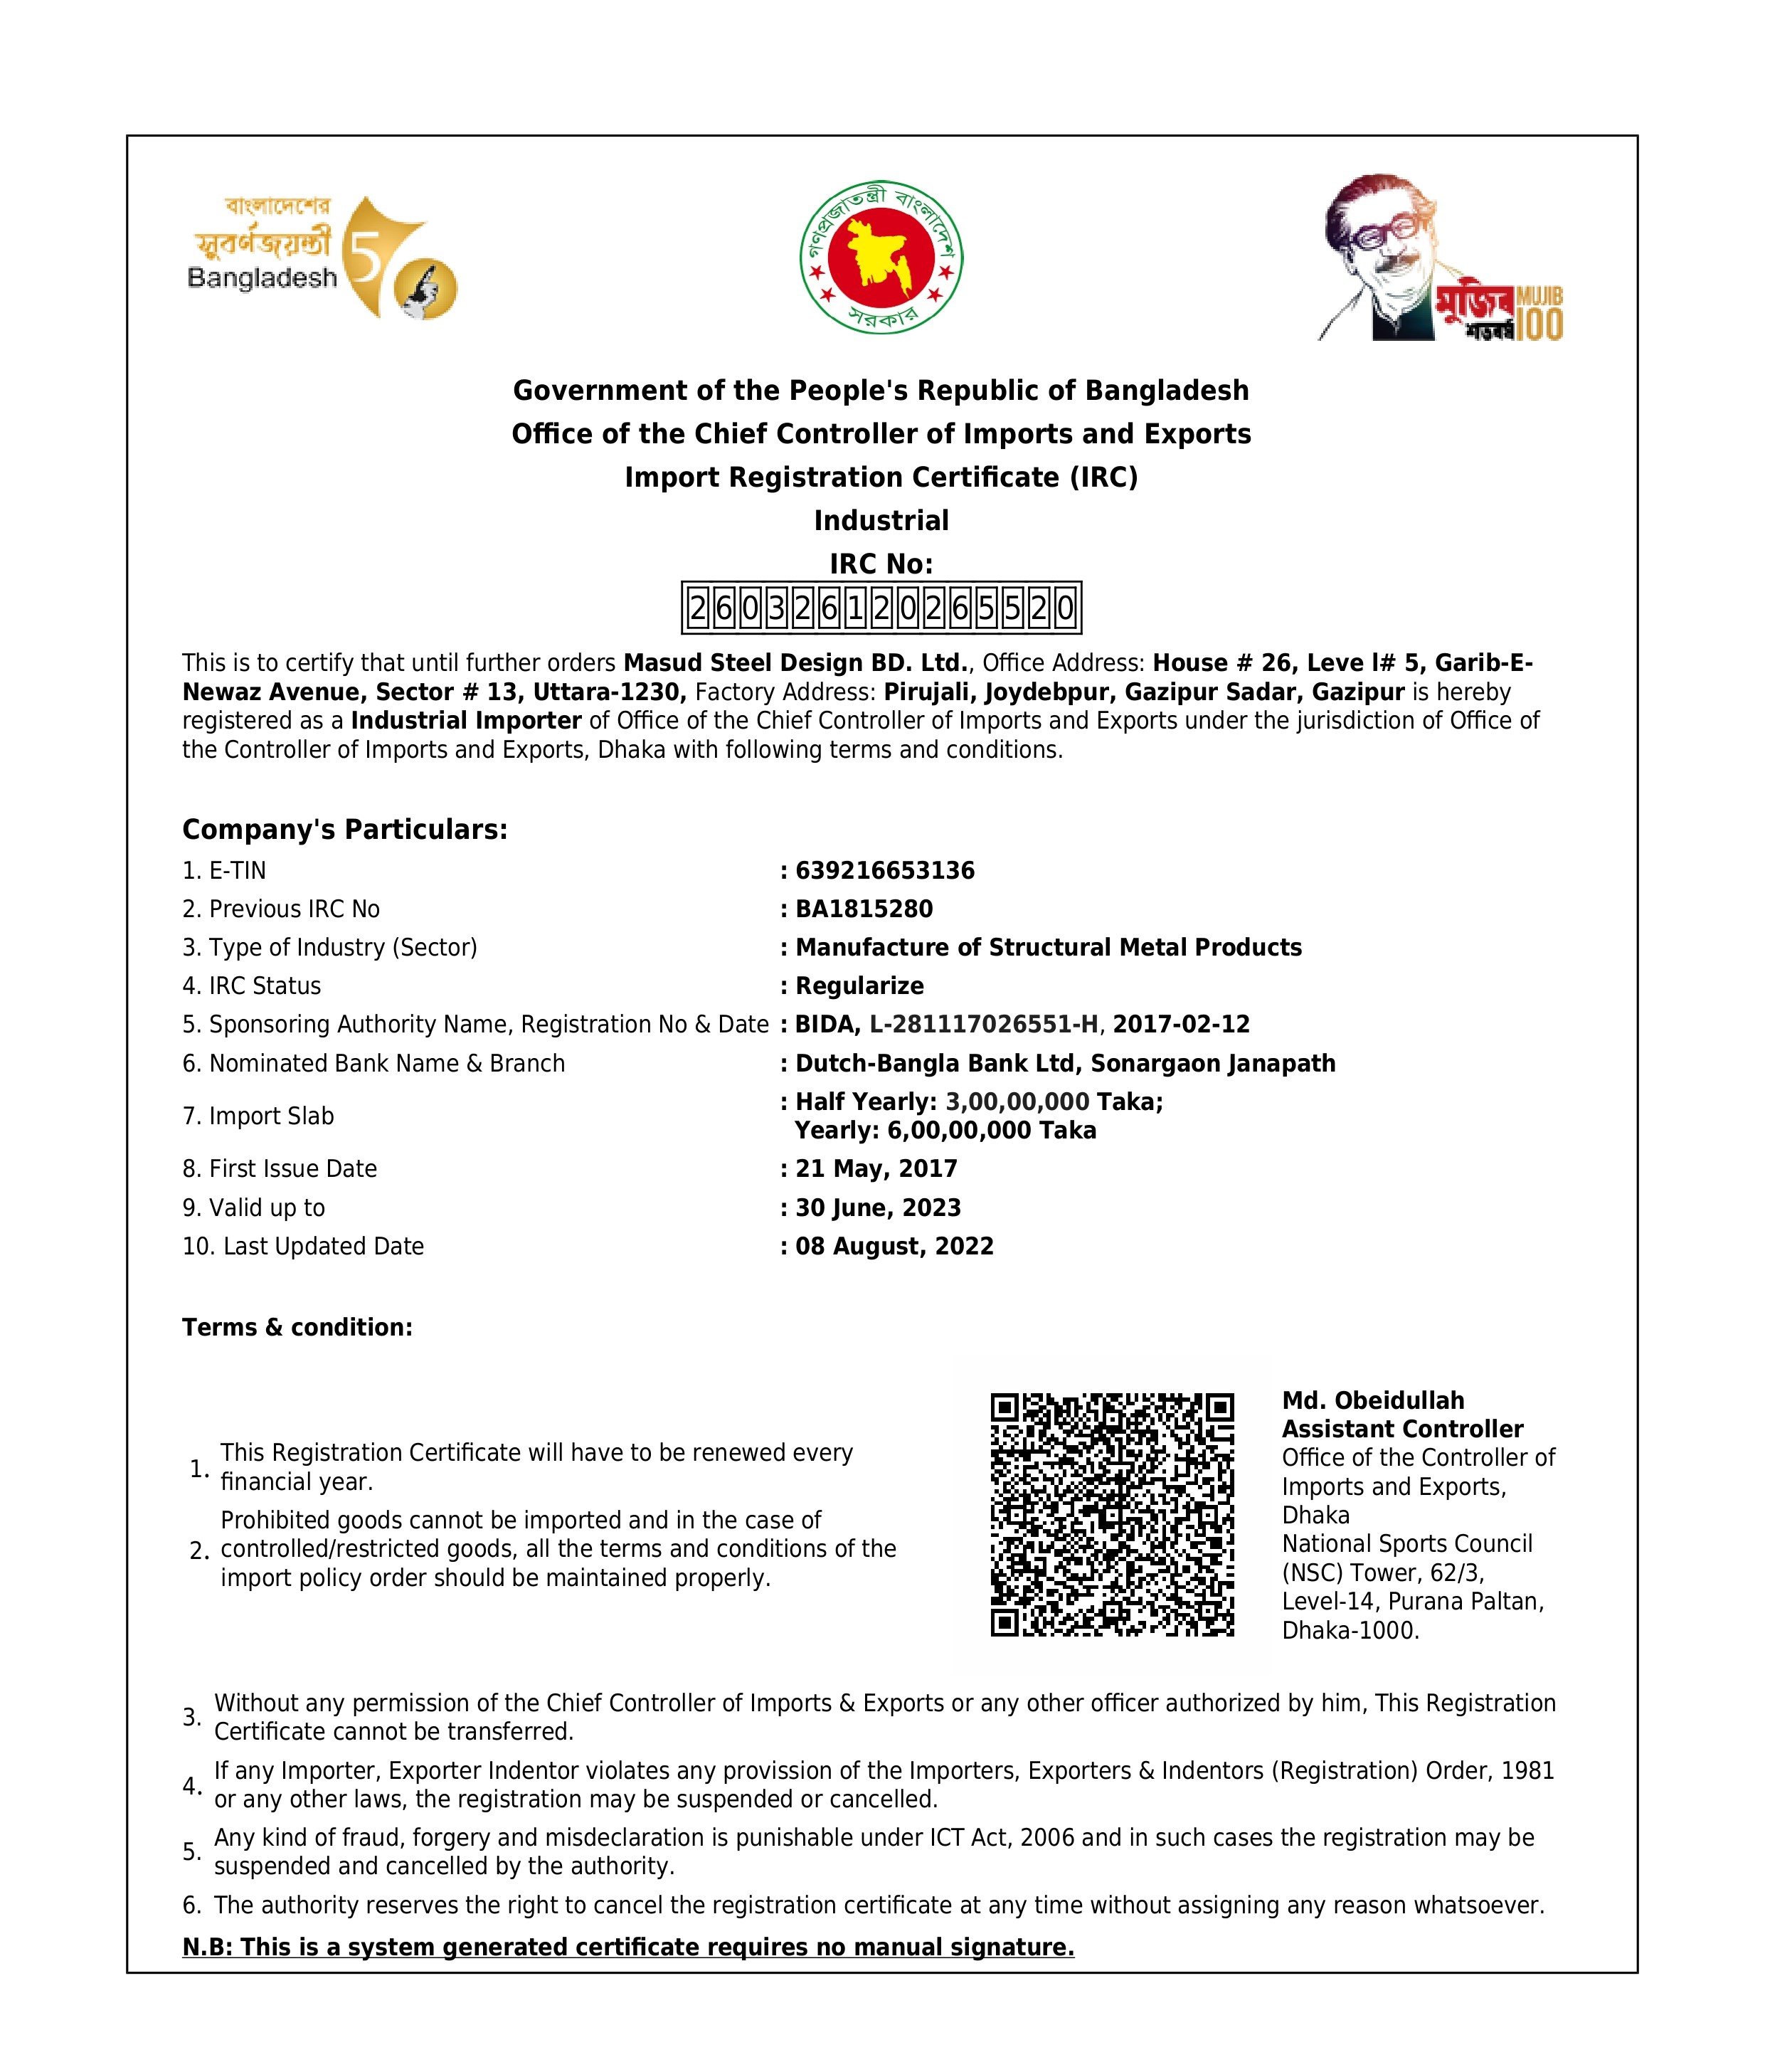 বাংলাদেশের
সুবর্ণজয়ন্তী
Bangladesh
50
গণপ্রজাতন্ত্রী বাংলাদেশ
সরকার
মুজিব
শতবর্ষ
MUJIB
100
Government of the People's Republic of Bangladesh
Office of the Chief Controller of Imports and Exports
Import Registration Certificate (IRC)
Industrial
IRC No:
260326120265520
This is to certify that until further orders Masud Steel Design BD. Ltd., Office Address: House # 26, Leve l# 5, Garib-E-
Newaz Avenue, Sector # 13, Uttara-1230, Factory Address: Pirujali, Joydebpur, Gazipur Sadar, Gazipur is hereby
registered as a Industrial Importer of Office of the Chief Controller of Imports and Exports under the jurisdiction of Office of
the Controller of Imports and Exports, Dhaka with following terms and conditions.
Company's Particulars:
1. E-TIN : 639216653136
2. Previous IRC No : BA1815280
3. Type of Industry (Sector) : Manufacture of Structural Metal Products
4. IRC Status : Regularize
5. Sponsoring Authority Name, Registration No & Date : BIDA, L-281117026551-H, 2017-02-12
6. Nominated Bank Name & Branch : Dutch-Bangla Bank Ltd, Sonargaon Janapath
7. Import Slab : Half Yearly: 3,00,00,000 Taka;
Yearly: 6,00,00,000 Taka
8. First Issue Date : 21 May, 2017
9. Valid up to : 30 June, 2023
10. Last Updated Date : 08 August, 2022
Terms & condition:
1. This Registration Certificate will have to be renewed every
financial year.
2. Prohibited goods cannot be imported and in the case of
controlled/restricted goods, all the terms and conditions of the
import policy order should be maintained properly.
Md. Obeidullah
Assistant Controller
Office of the Controller of
Imports and Exports,
Dhaka
National Sports Council
(NSC) Tower, 62/3,
Level-14, Purana Paltan,
Dhaka-1000.
3. Without any permission of the Chief Controller of Imports & Exports or any other officer authorized by him, This Registration
Certificate cannot be transferred.
4. If any Importer, Exporter Indentor violates any provision of the Importers, Exporters & Indentors (Registration) Order, 1981
or any other laws, the registration may be suspended or cancelled.
5. Any kind of fraud, forgery and misdeclaration is punishable under ICT Act, 2006 and in such cases the registration may be
suspended and cancelled by the authority.
6. The authority reserves the right to cancel the registration certificate at any time without assigning any reason whatsoever.
N.B: This is a system generated certificate requires no manual signature.